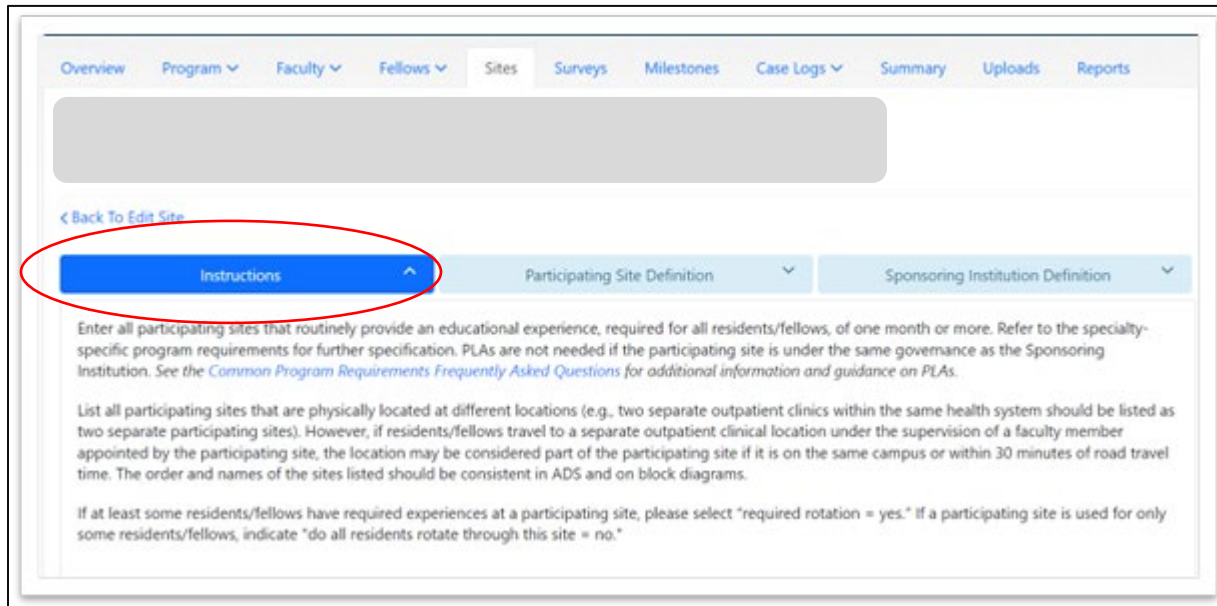 Overview Program Faculty Fellows Sites Surveys Milestones Case Logs Summary Uploads Reports
Back To Edit Site
Instructions Participating Site Definition Sponsoring Institution Definition
Enter all participating sites that routinely provide an educational experience, required for all residents/fellows, of one month or more. Refer to the specialty-
specific program requirements for further specification. PLAs are not needed if the participating site is under the same governance as the Sponsoring
Institution. See the Common Program Requirements Frequently Asked Questions for additional information and guidance on PLAs.
List all participating sites that are physically located at different locations (e.g., two separate outpatient clinics within the same health system should be listed as
two separate participating sites). However, if residents/fellows travel to a separate outpatient clinical location under the supervision of a faculty member
appointed by the participating site, the location may be considered part of the participating site if it is on the same campus or within 30 minutes of road travel
time. The order and names of the sites listed should be consistent in ADS and on block diagrams.
If at least some residents/fellows have required experiences at a participating site, please select "required rotation = yes." If a participating site is used for only
some residents/fellows, indicate "do all residents rotate through this site = no."